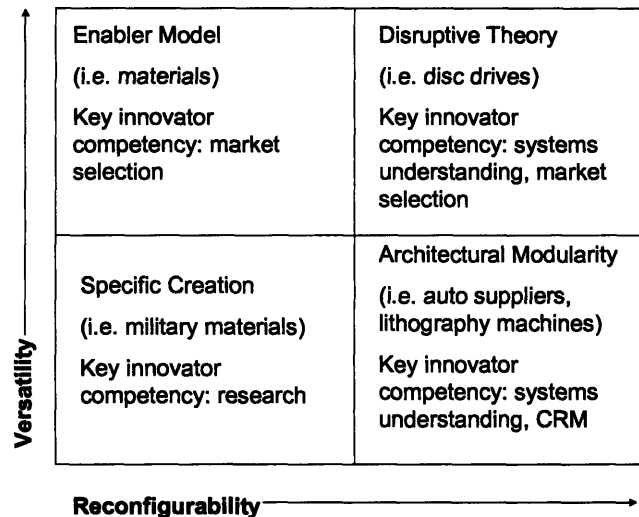 Enabler Model
(i.e. materials)
Key innovator
competency: market
selection
Disruptive Theory
(i.e. disc drives)
Key innovator
competency: systems
understanding, market
selection
Specific Creation
(i.e. military materials)
Key innovator
competency: research
Architectural Modularity
(i.e. auto suppliers,
lithography machines)
Key innovator
competency: systems
understanding, CRM
Versatility
Reconfigurability